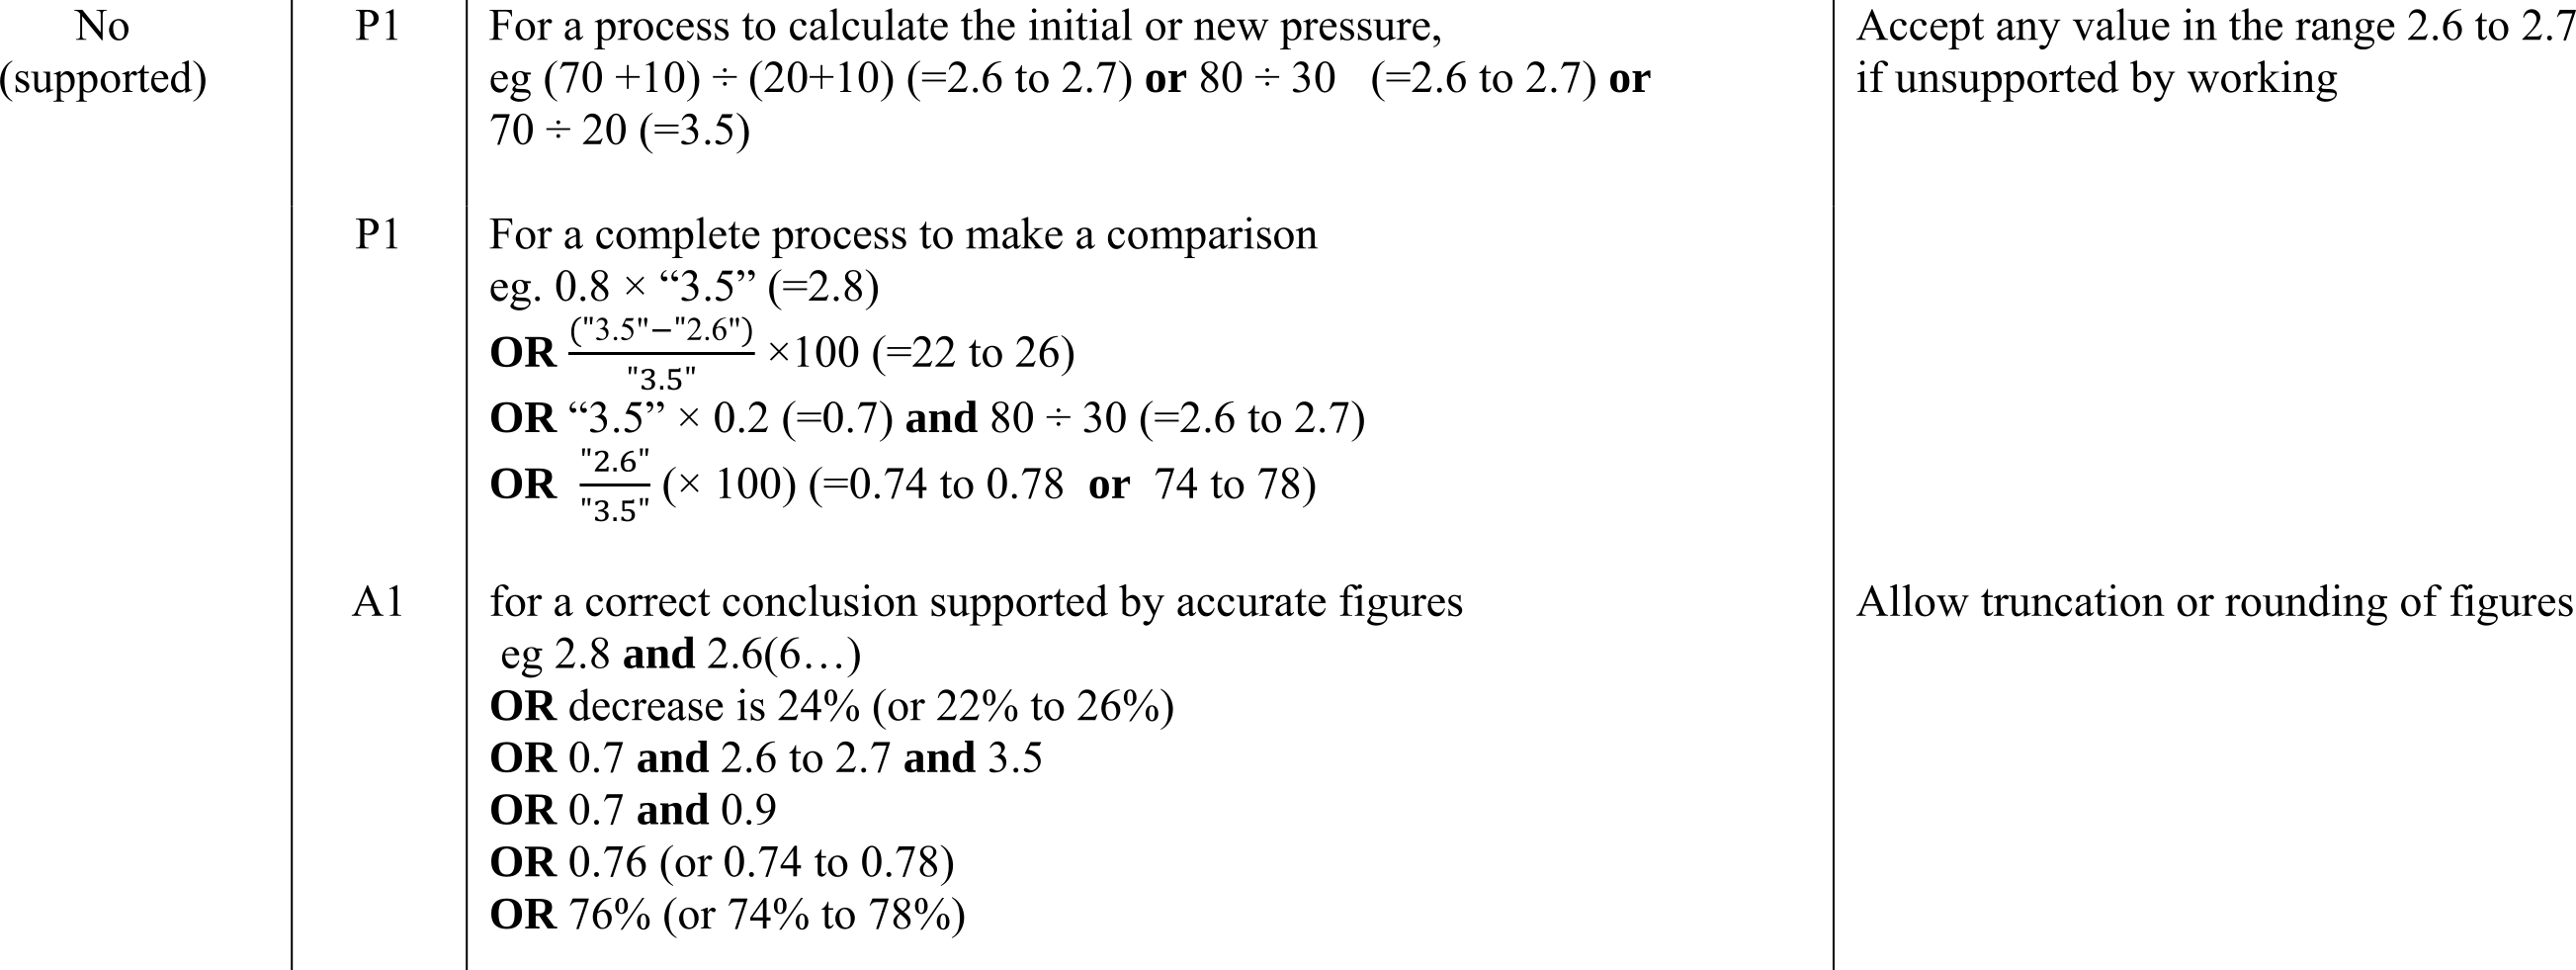 No P1 For a process to calculate the initial or new pressure, Accept any value in the range 2.6 to 2.7
(supported) eg (70 +10) ÷ (20+10) (=2.6 to 2.7) or 80 ÷ 30 (=2.6 to 2.7) or if unsupported by working
70 ÷ 20 (=3.5)
P1 For a complete process to make a comparison
eg. 0.8 × “3.5” (=2.8)
OR ("3.5"−"2.6")/"3.5" ×100 (=22 to 26)
OR “3.5” × 0.2 (=0.7) and 80 ÷ 30 (=2.6 to 2.7)
OR "2.6"/"3.5" (× 100) (=0.74 to 0.78 or 74 to 78)
A1 for a correct conclusion supported by accurate figures Allow truncation or rounding of figures
eg 2.8 and 2.6(6…)
OR decrease is 24% (or 22% to 26%)
OR 0.7 and 2.6 to 2.7 and 3.5
OR 0.7 and 0.9
OR 0.76 (or 0.74 to 0.78)
OR 76% (or 74% to 78%)